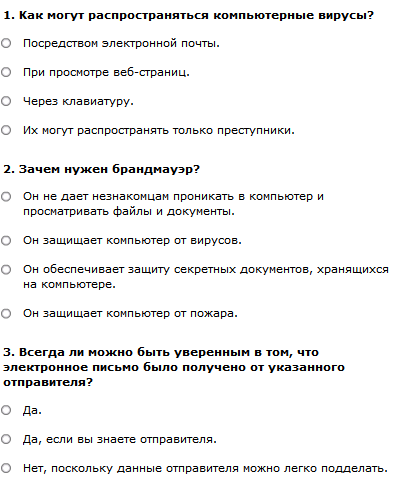 1. Как могут распространяться компьютерные вирусы?
Посредством электронной почты.
При просмотре веб-страниц.
Через клавиатуру.
Их могут распространять только преступники.
2. Зачем нужен брандмауэр?
Он не дает незнакомцам проникать в компьютер и
просматривать файлы и документы.
Он защищает компьютер от вирусов.
Он обеспечивает защиту секретных документов, хранящихся
на компьютере.
Он защищает компьютер от пожара.
3. Всегда ли можно быть уверенным в том, что
электронное письмо было получено от указанного
отправителя?
Да.
Да, если вы знаете отправителя.
Нет, поскольку данные отправителя можно легко подделать.